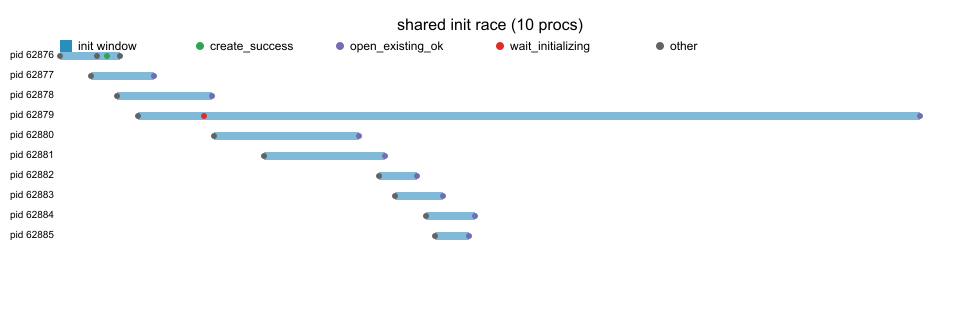 shared init race (10 procs)
init window create_success open_existing_ok wait_initializing other
pid 62876
pid 62877
pid 62878
pid 62879
pid 62880
pid 62881
pid 62882
pid 62883
pid 62884
pid 62885